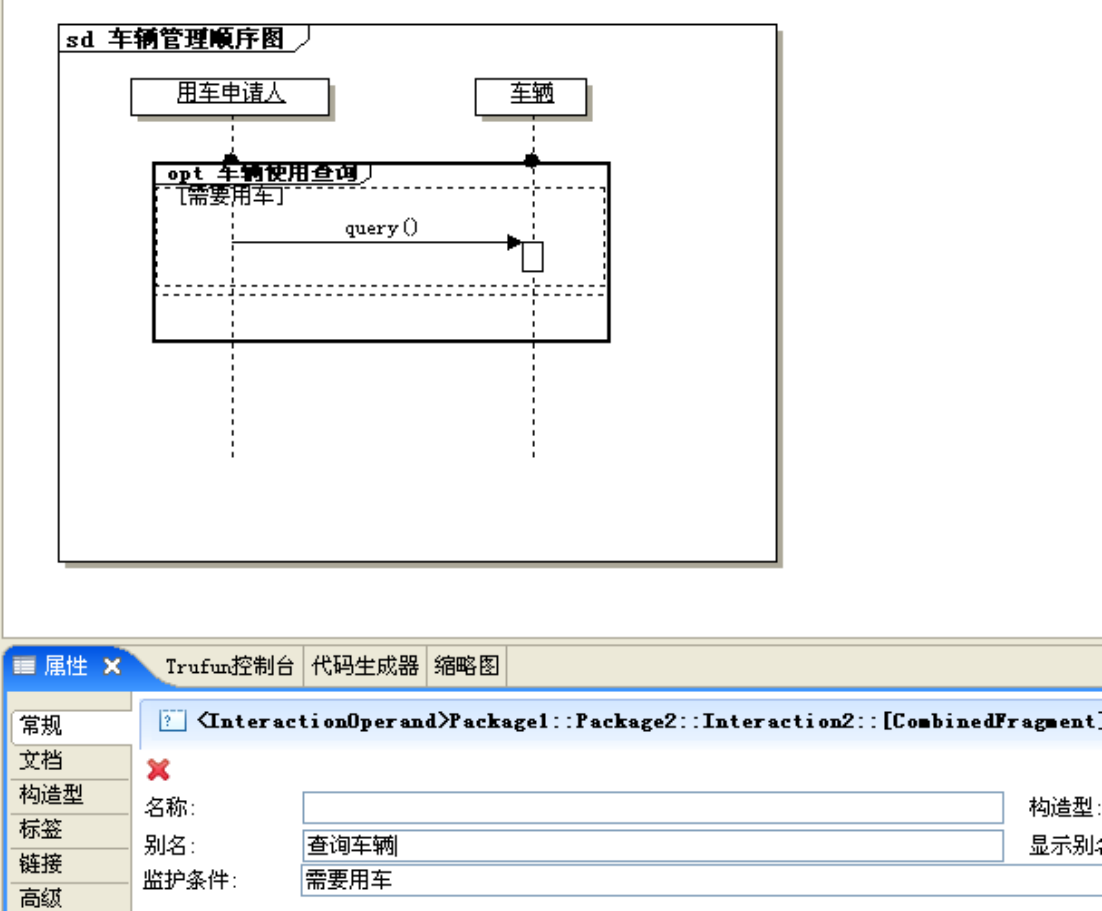 sd 车辆管理顺序图
用车申请人 车辆
opt 车辆使用查询
[需要用车]
query()
属性 Trufun控制台 代码生成器 缩略图
常规
<InteractionOperand>Package1::Package2::Interaction2::[CombinedFragment]
文档
构造型
名称: 构造型:
标签
别名: 查询车辆 显示别名
链接
监护条件: 需要用车
高级